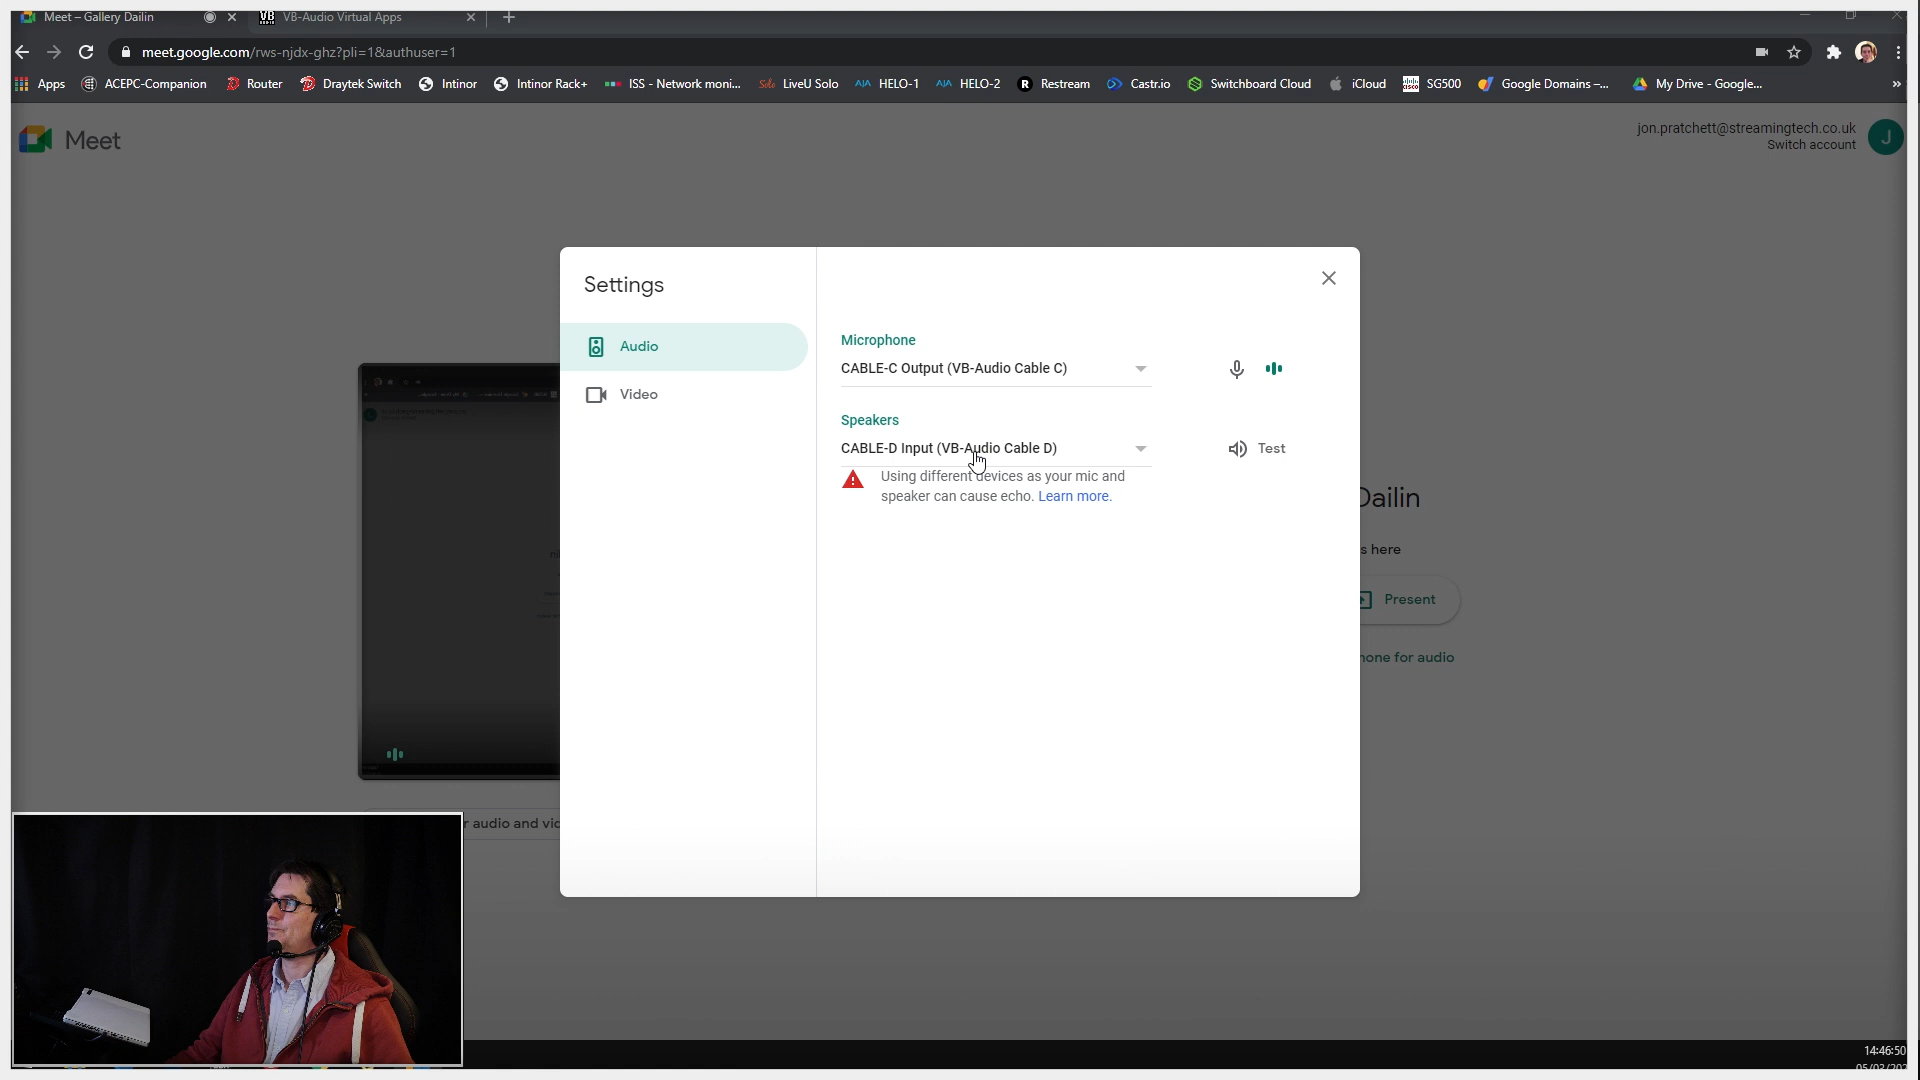 Meet – Gallery Dailin
VB-Audio Virtual Apps
meet.google.com/rws-njdx-ghz?pli=1&authuser=1
Apps ACEPC-Companion Router Draytek Switch Intinor Intinor Rack+ ISS - Network moni... Solo LiveU Solo AJA HELO-1 AJA HELO-2 R Restream Castr.io Switchboard Cloud iCloud cisco SG500 Google Domains –... My Drive - Google... »
Meet
jon.pratchett@streamingtech.co.uk
Switch account
J
Settings
Audio
Video
Microphone
CABLE-C Output (VB-Audio Cable C)
Speakers
CABLE-D Input (VB-Audio Cable D)
Test
Using different devices as your mic and
speaker can cause echo. Learn more.
Dailin
s here
Present
hone for audio
r audio and vic
14:46:50